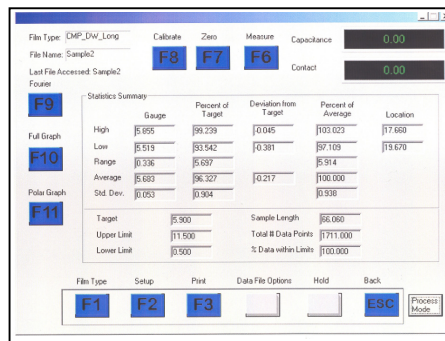 Film Type: CMP_DW_Long Calibrate Zero Measure Capacitance 0.00
File Name: Sample2 F8 F7 F6
Last File Accessed: Sample2 Contact 0.00
Fourier
F9
Statistics Summary
Gauge Percent of Target Deviation from Target Percent of Average Location
High 5.855 99.239 -0.045 103.023 17.660
Full Graph
Low 5.519 93.542 -0.381 97.109 19.670
F10
Range 0.336 5.697 5.914
Average 5.683 96.327 -0.217 100.000
Polar Graph
Std. Dev. 0.053 0.904 0.938
F11
Target 5.900 Sample Length 66.060
Upper Limit 11.500 Total # Data Points 1711.000
Lower Limit 0.500 % Data within Limits 100.000
Film Type Setup Print Data File Options Hold Back
F1 F2 F3 ESC Process Mode